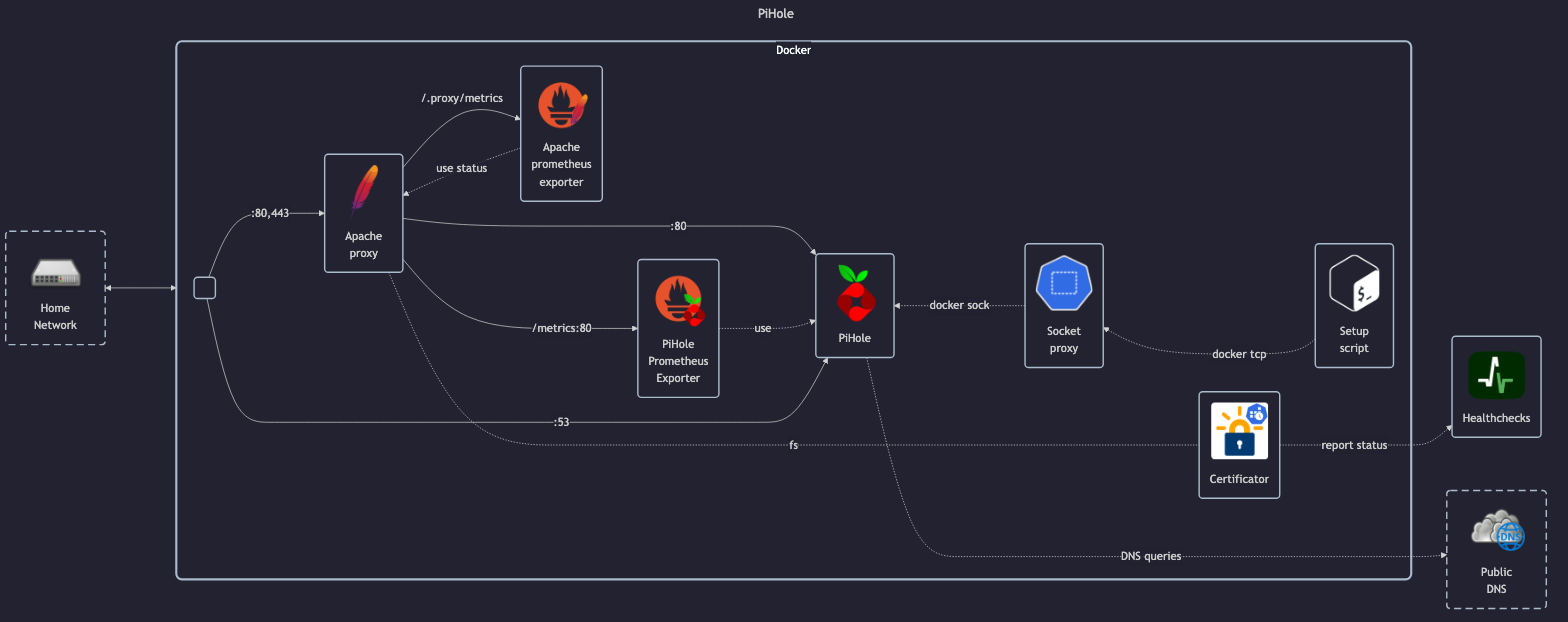 PiHole
Docker
/.proxy/metrics
Apache
prometheus
exporter
use status
:80,443
Apache
proxy
:80
Home
Network
/metrics:80
PiHole
Prometheus
Exporter
use
PiHole
docker sock
Socket
proxy
docker tcp
$_
Setup
script
:53
fs
Certificator
report status
Healthchecks
DNS queries
DNS
Public
DNS